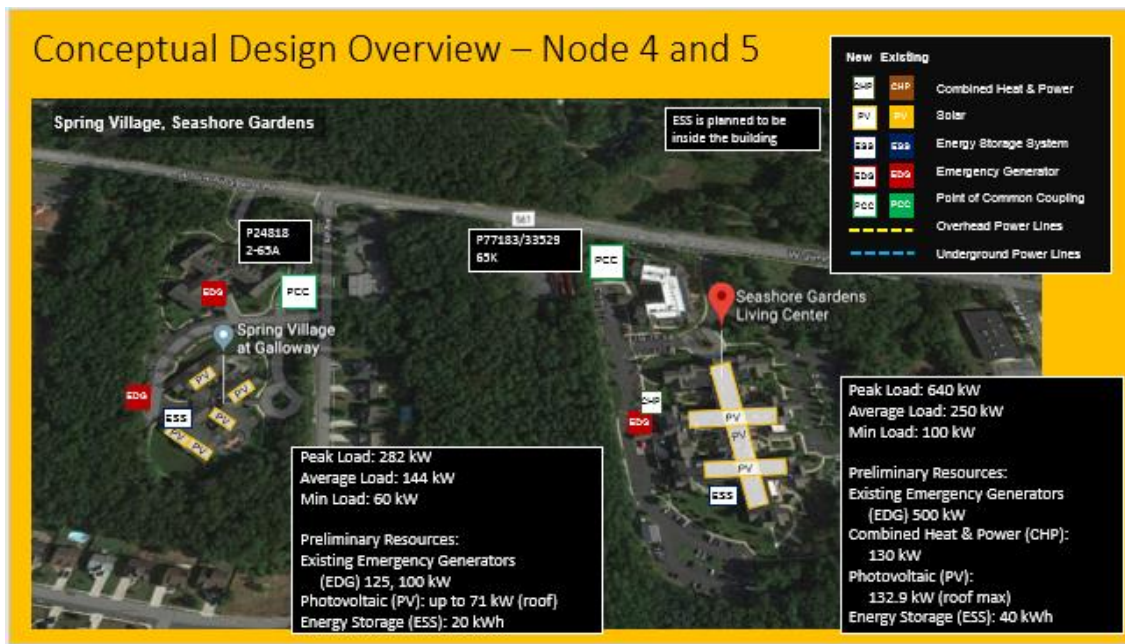 Conceptual Design Overview – Node 4 and 5
New Existing
CHP CHP Combined Heat & Power
PV PV Solar
ESS ESS Energy Storage System
EDG EDG Emergency Generator
PCC PCC Point of Common Coupling
Overhead Power Lines
Underground Power Lines
Spring Village, Seashore Gardens
ESS is planned to be
inside the building
561
P24818
2-65A
P77183/33529
65K
PCC
EDG
PCC
Seashore Gardens
Living Center
Spring Village
at Galloway
PV
PV
EDG
ESS
PV
PV
PV
CHP
EDG
PV
PV
PV
ESS
Peak Load: 282 kW
Average Load: 144 kW
Min Load: 60 kW
Preliminary Resources:
Existing Emergency Generators
(EDG) 125, 100 kW
Photovoltaic (PV): up to 71 kW (roof)
Energy Storage (ESS): 20 kWh
Peak Load: 640 kW
Average Load: 250 kW
Min Load: 100 kW
Preliminary Resources:
Existing Emergency Generators
(EDG) 500 kW
Combined Heat & Power (CHP):
130 kW
Photovoltaic (PV):
132.9 kW (roof max)
Energy Storage (ESS): 40 kWh